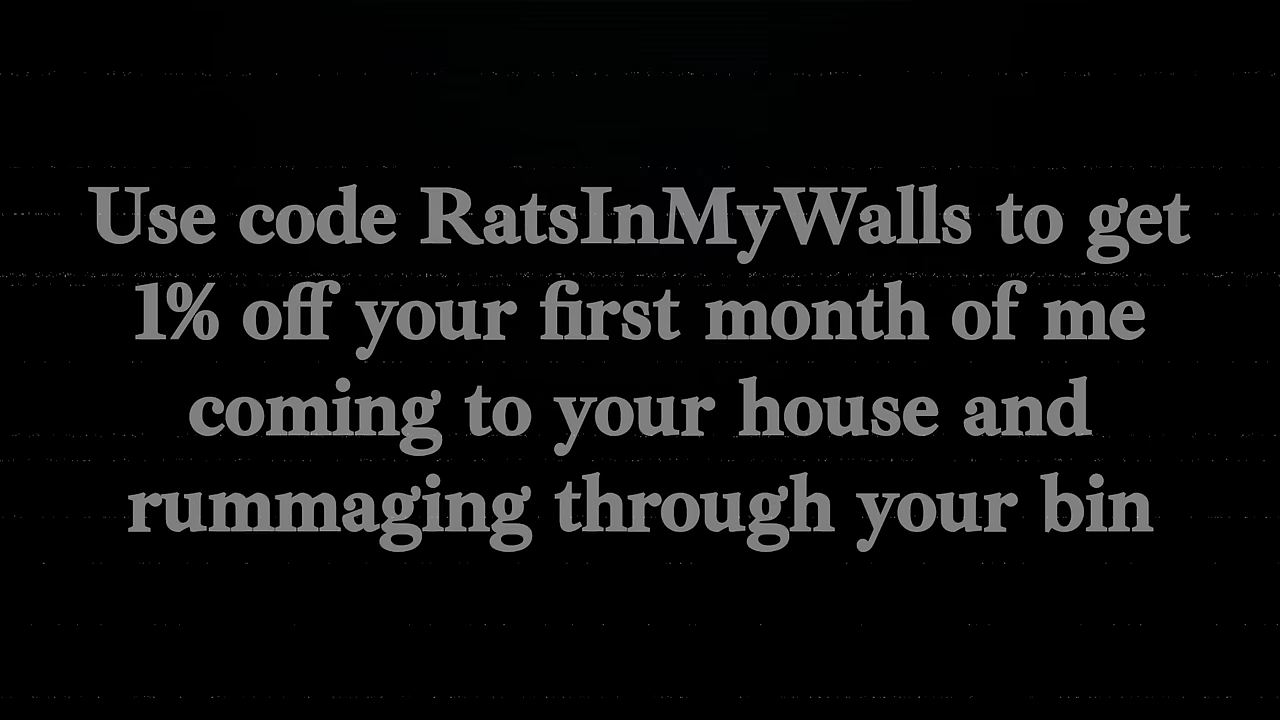 Use code RatsInMyWalls to get
1% off your first month of me
coming to your house and
rummaging through your bin